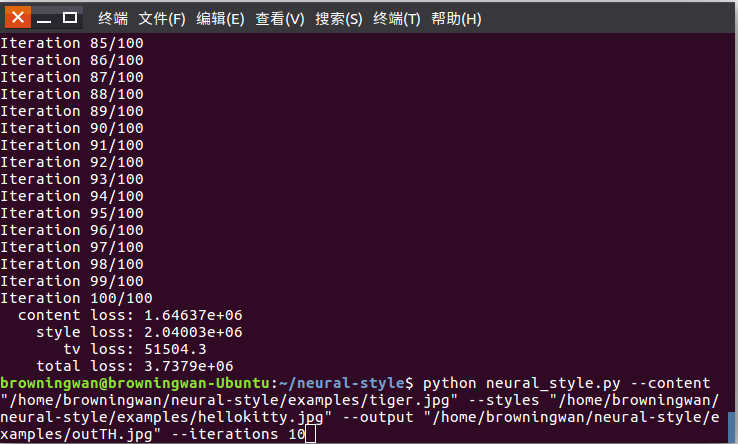 终端 文件(F) 编辑(E) 查看(V) 搜索(S) 终端(T) 帮助(H)
Iteration 85/100
Iteration 86/100
Iteration 87/100
Iteration 88/100
Iteration 89/100
Iteration 90/100
Iteration 91/100
Iteration 92/100
Iteration 93/100
Iteration 94/100
Iteration 95/100
Iteration 96/100
Iteration 97/100
Iteration 98/100
Iteration 99/100
Iteration 100/100
  content loss: 1.64637e+06
    style loss: 2.04003e+06
       tv loss: 51504.3
    total loss: 3.7379e+06
browningwan@browningwan-Ubuntu:~/neural-style$ python neural_style.py --content
"/home/browningwan/neural-style/examples/tiger.jpg" --styles "/home/browningwan/
neural-style/examples/hellokitty.jpg" --output "/home/browningwan/neural-style/e
xamples/outTH.jpg" --iterations 10